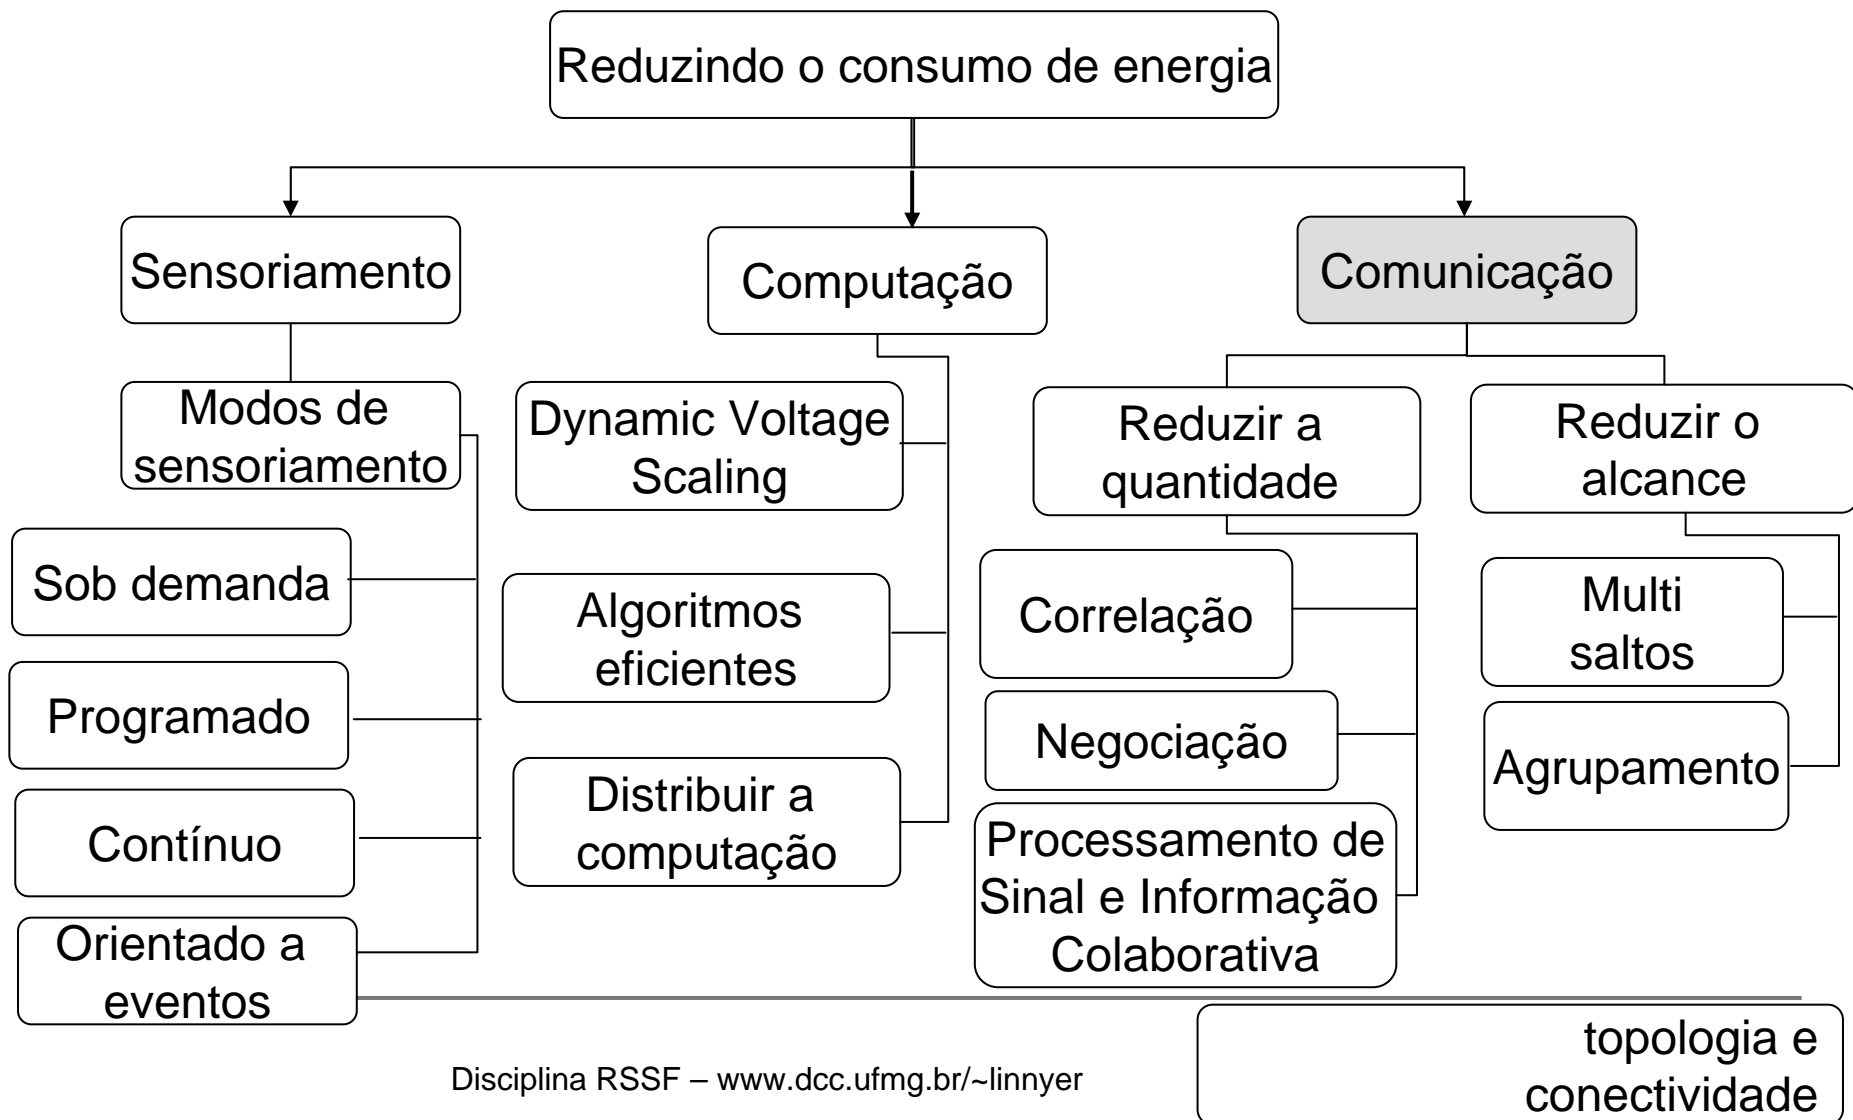 Reduzindo o consumo de energia
Sensoriamento
Computação
Comunicação
Modos de
sensoriamento
Sob demanda
Programado
Contínuo
Orientado a
eventos
Dynamic Voltage
Scaling
Algoritmos
eficientes
Distribuir a
computação
Reduzir a
quantidade
Correlação
Negociação
Processamento de
Sinal e Informação
Colaborativa
Reduzir o
alcance
Multi
saltos
Agrupamento
topologia e
conectividade
Disciplina RSSF – www.dcc.ufmg.br/~linnyer